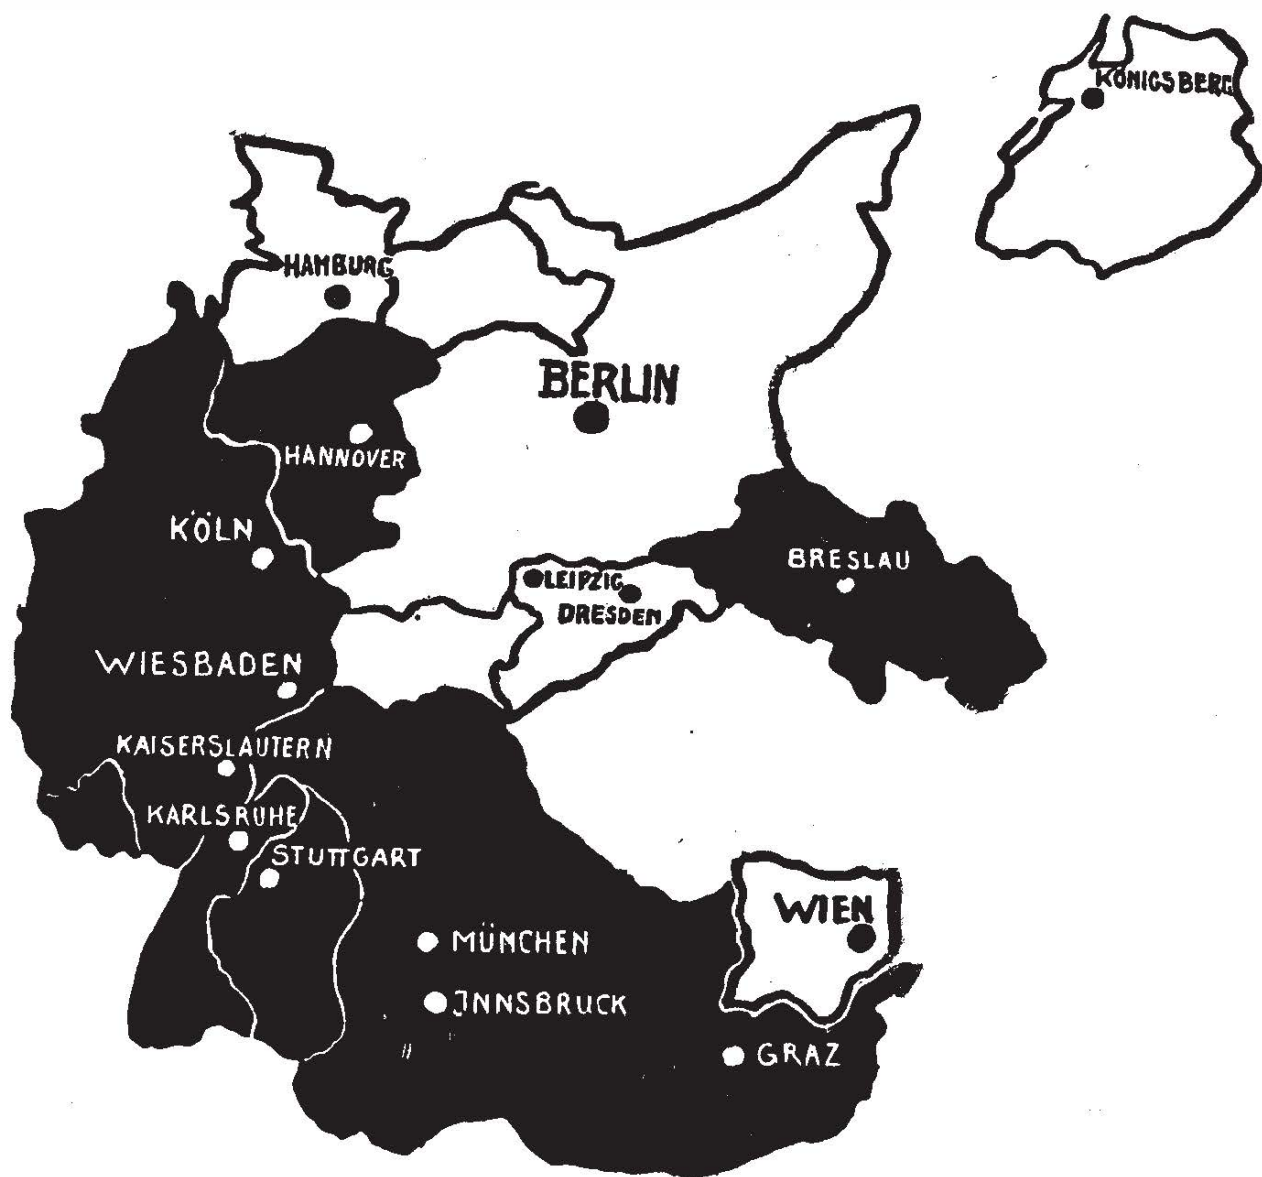 KÖNIGSBERG
HAMBURG
BERLIN
HANNOVER
KÖLN
BRESLAU
LEIPZIG
DRESDEN
WIESBADEN
KAISERSLAUTERN
KARLSRUHE
STUTTGART
WIEN
MÜNCHEN
JNNSBRUCK
GRAZ